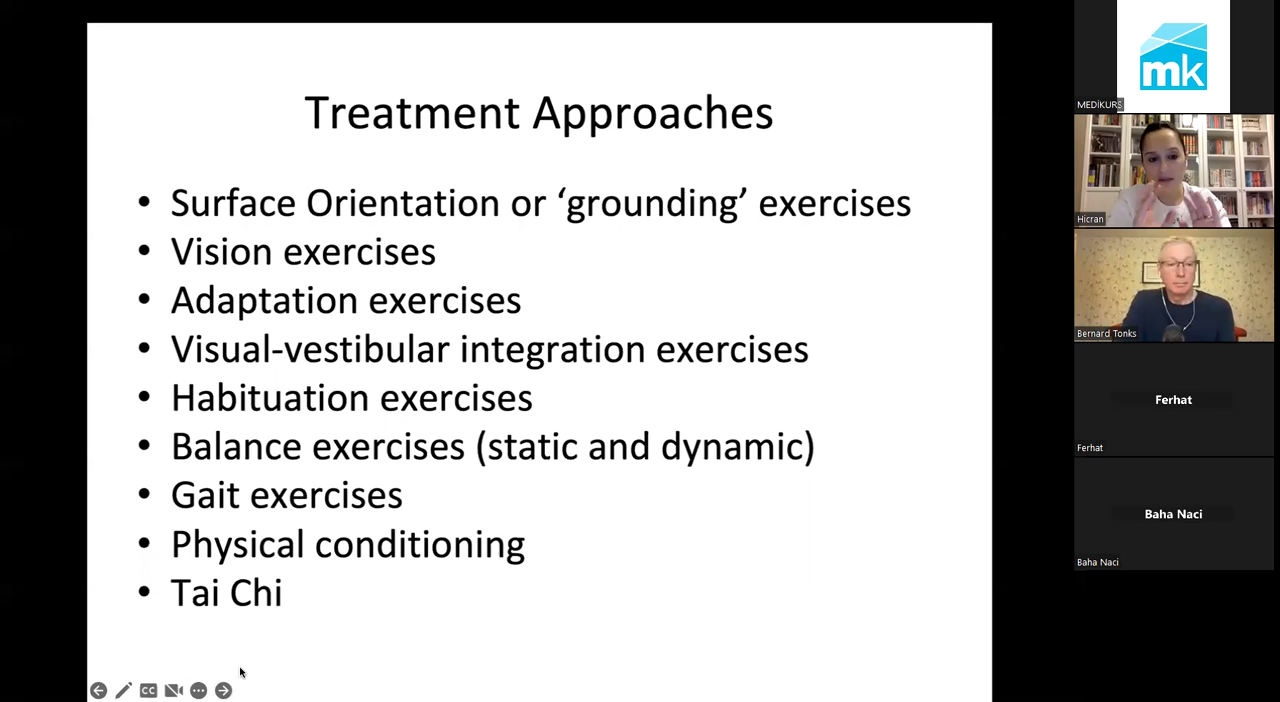 Treatment Approaches
• Surface Orientation or ‘grounding’ exercises
• Vision exercises
• Adaptation exercises
• Visual-vestibular integration exercises
• Habituation exercises
• Balance exercises (static and dynamic)
• Gait exercises
• Physical conditioning
• Tai Chi
CC
mk
MEDİKURS
Hicran
Bernard Tonks
Ferhat
Ferhat
Baha Naci
Baha Naci